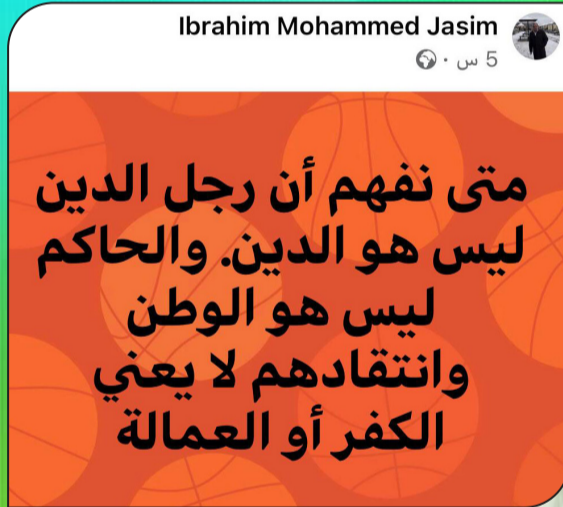 Ibrahim Mohammed Jasim
5 س ·
متى نفهم أن رجل الدين
ليس هو الدين. والحاكم
ليس هو الوطن
وانتقادهم لا يعني
الكفر أو العمالة